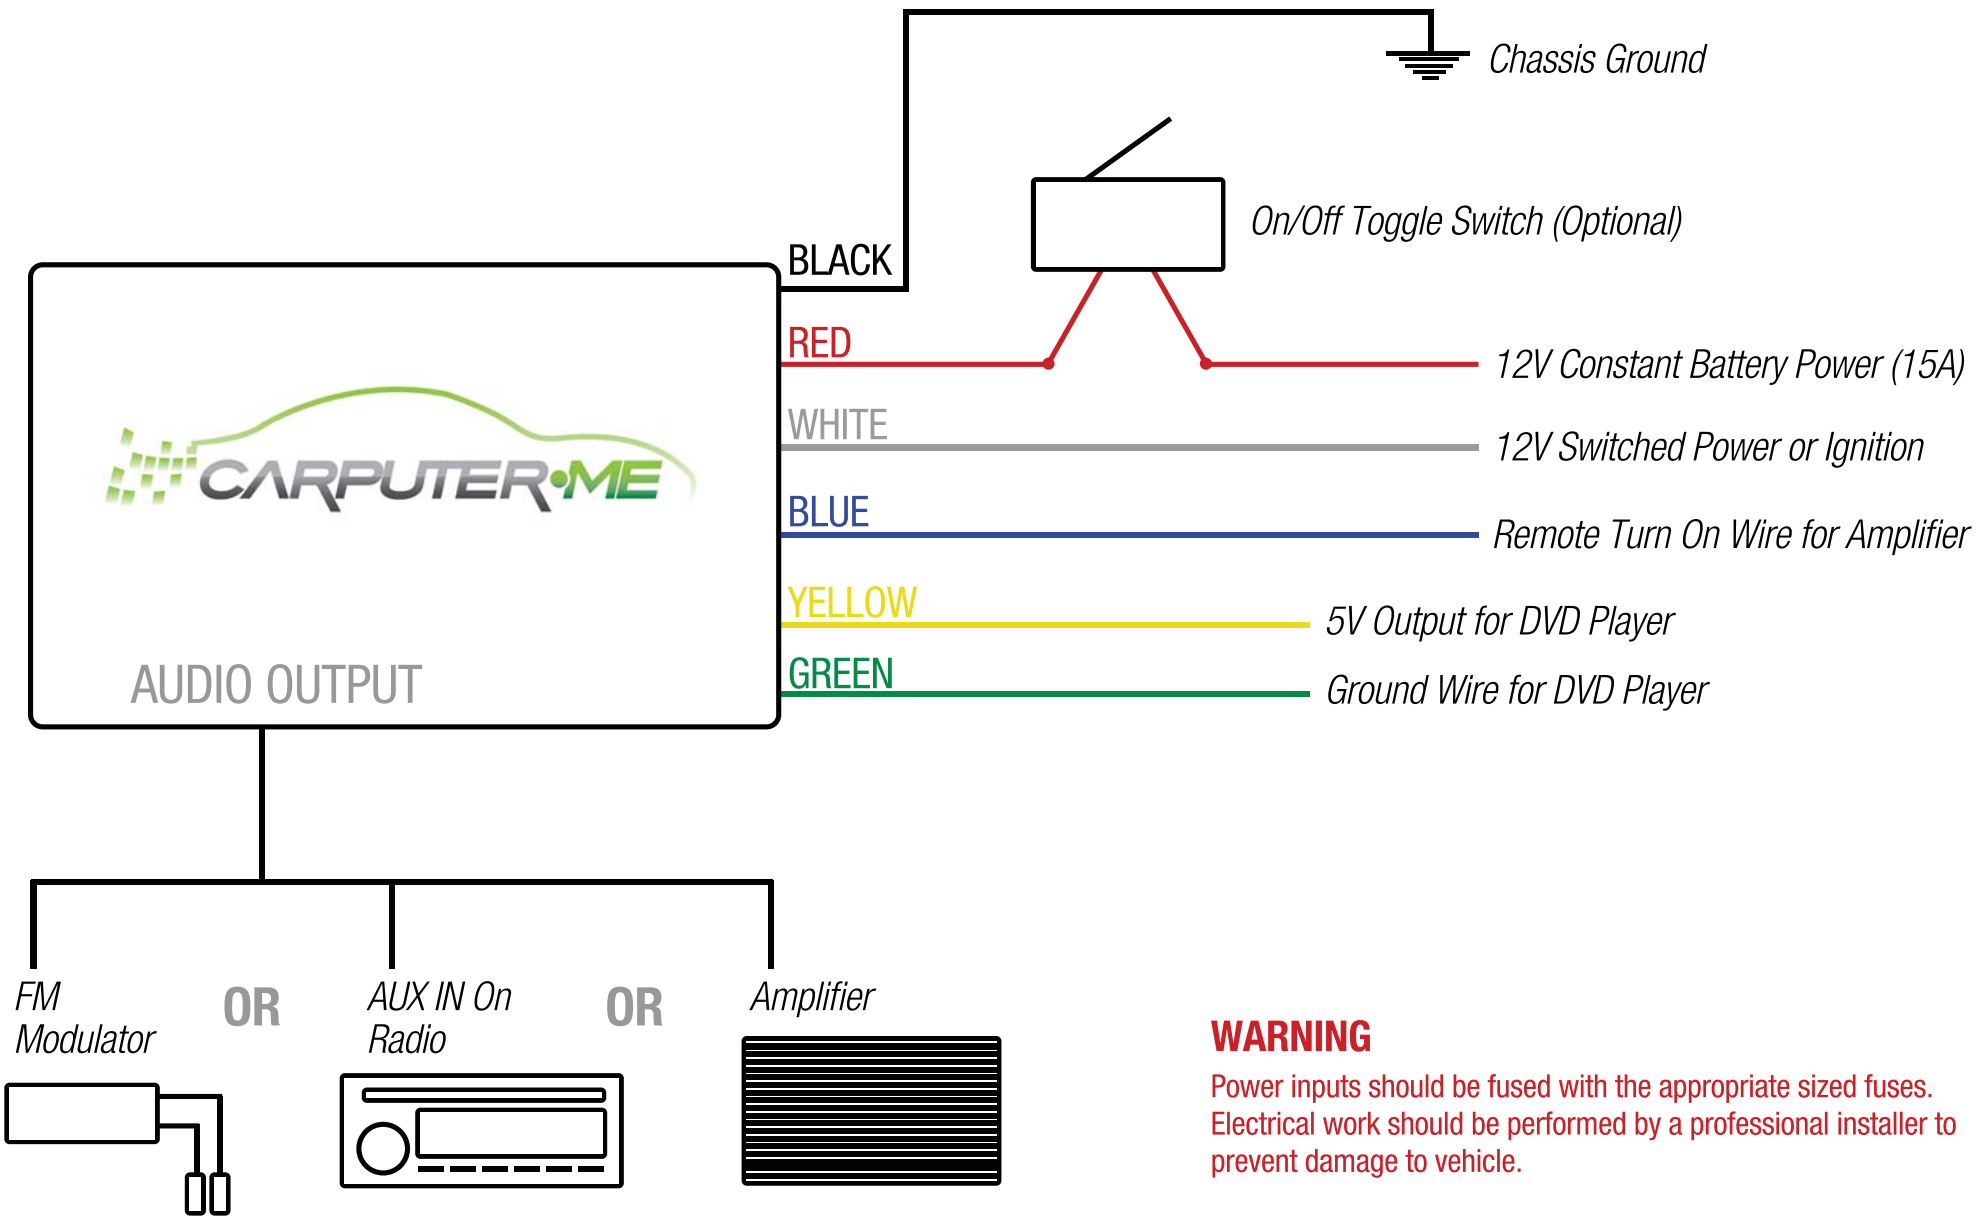 Chassis Ground
On/Off Toggle Switch (Optional)
BLACK
RED
12V Constant Battery Power (15A)
WHITE
12V Switched Power or Ignition
CARPUTER•ME
BLUE
Remote Turn On Wire for Amplifier
YELLOW
5V Output for DVD Player
GREEN
Ground Wire for DVD Player
AUDIO OUTPUT
FM
Modulator
OR
AUX IN On
Radio
OR
Amplifier
WARNING
Power inputs should be fused with the appropriate sized fuses.
Electrical work should be performed by a professional installer to
prevent damage to vehicle.